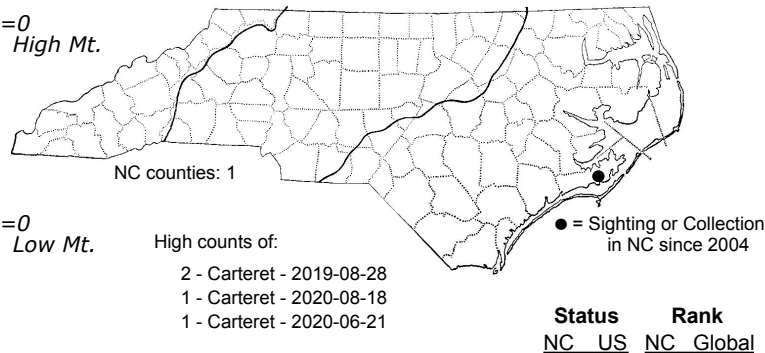 =0
High Mt.
NC counties: 1
=0
Low Mt.
High counts of:
2 - Carteret - 2019-08-28
1 - Carteret - 2020-08-18
1 - Carteret - 2020-06-21
● = Sighting or Collection
in NC since 2004
Status Rank
NC US NC Global